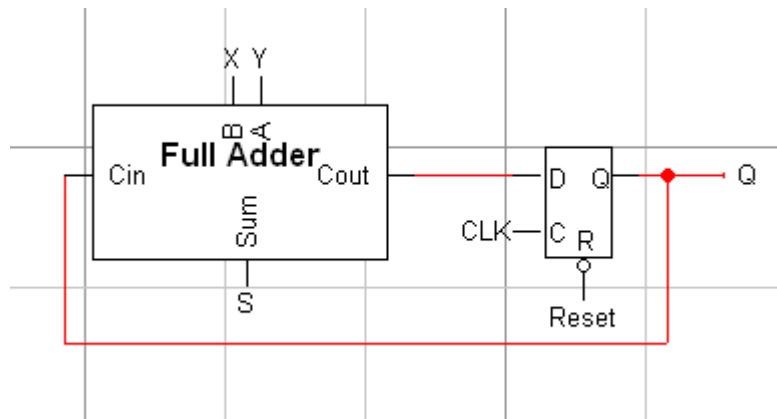 X Y
B A
Full Adder
Cin
Cout
Sum
S
D Q
CLK
C
R
Reset
Q